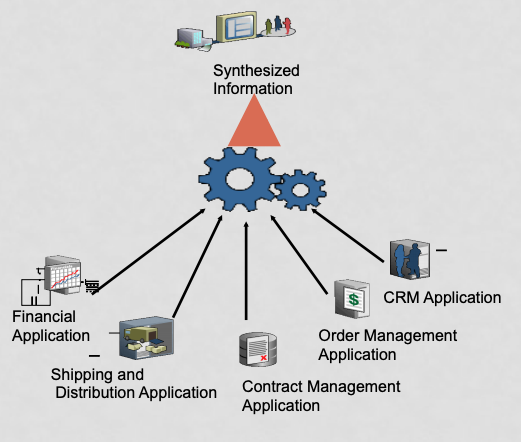 Synthesized
Information
CRM Application
Financial
Application
$
Order Management
Application
Shipping and
Distribution Application
Contract Management
Application